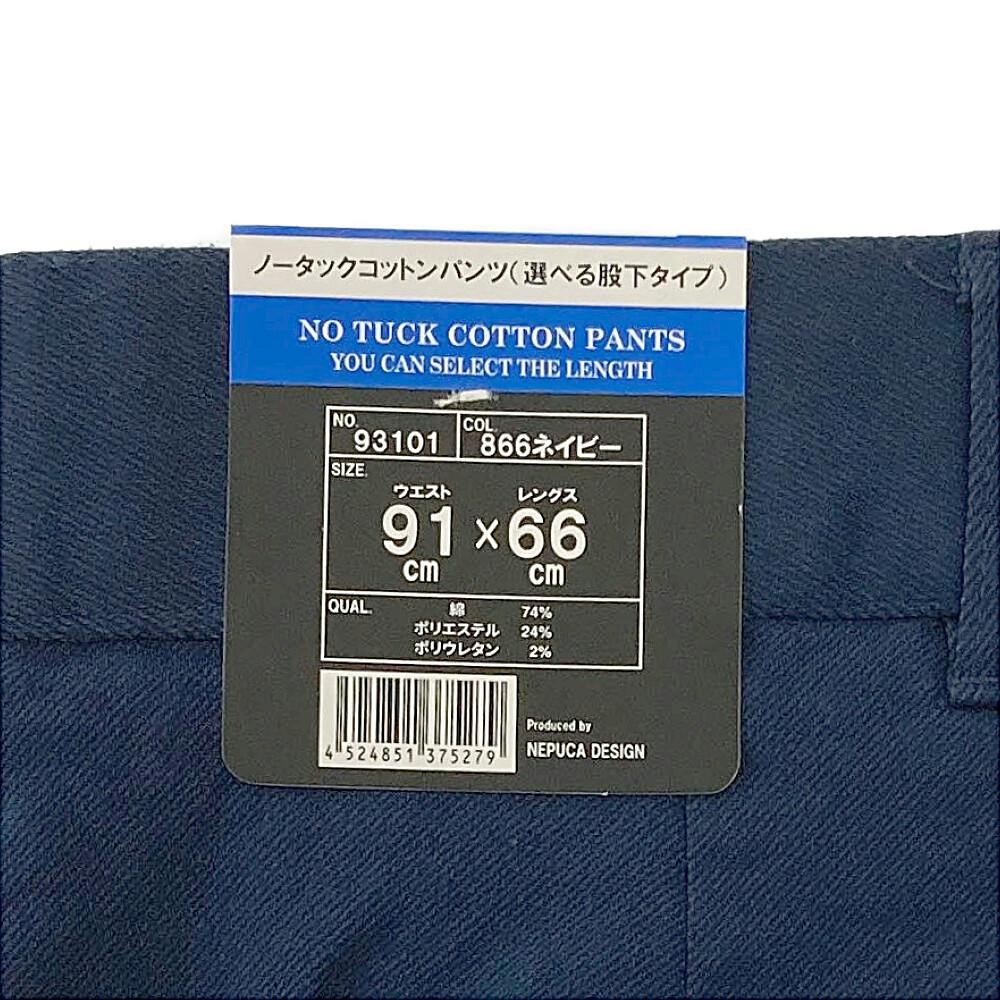 ノータックコットンパンツ(選べる股下タイプ)
NO TUCK COTTON PANTS
YOU CAN SELECT THE LENGTH
NO. 93101 COL. 866ネイビー
SIZE.
ウエスト レングス
91 × 66
cm cm
QUAL. 綿 74%
ポリエステル 24%
ポリウレタン 2%
Produced by
NEPUCA DESIGN
4 524851 375279